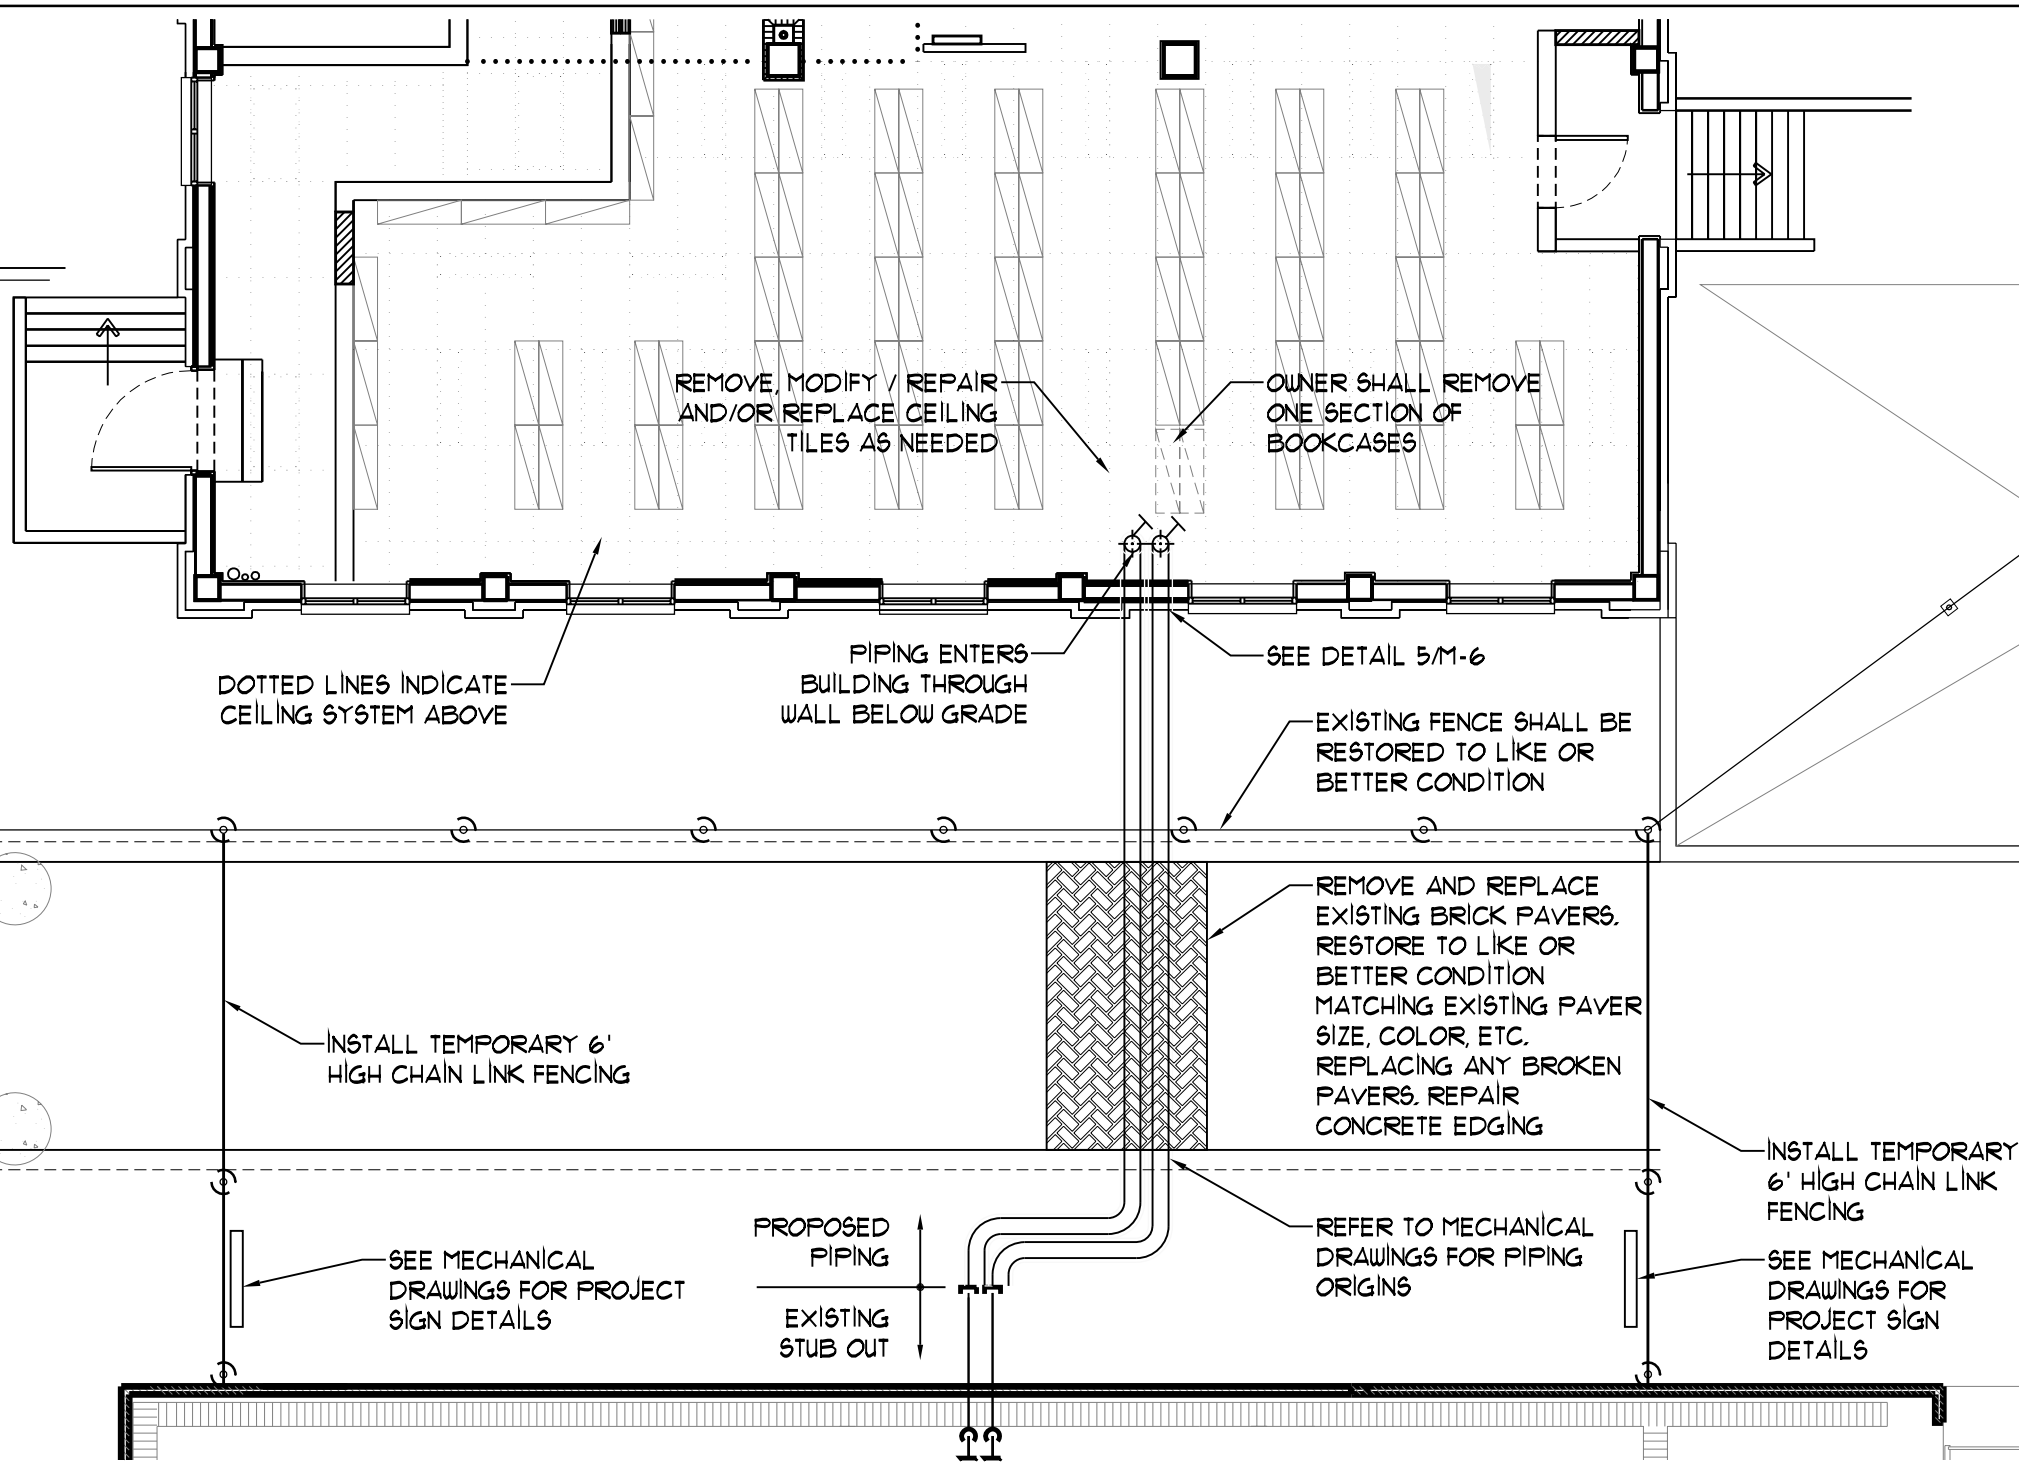 REMOVE, MODIFY / REPAIR
AND/OR REPLACE CEILING
TILES AS NEEDED
OWNER SHALL REMOVE
ONE SECTION OF
BOOKCASES
DOTTED LINES INDICATE
CEILING SYSTEM ABOVE
PIPING ENTERS
BUILDING THROUGH
WALL BELOW GRADE
SEE DETAIL 5/M-6
EXISTING FENCE SHALL BE
RESTORED TO LIKE OR
BETTER CONDITION
REMOVE AND REPLACE
EXISTING BRICK PAVERS.
RESTORE TO LIKE OR
BETTER CONDITION
MATCHING EXISTING PAVER
SIZE, COLOR, ETC.
REPLACING ANY BROKEN
PAVERS. REPAIR
CONCRETE EDGING
INSTALL TEMPORARY 6'
HIGH CHAIN LINK FENCING
INSTALL TEMPORARY
6' HIGH CHAIN LINK
FENCING
SEE MECHANICAL
DRAWINGS FOR PROJECT
SIGN DETAILS
PROPOSED
PIPING
EXISTING
STUB OUT
REFER TO MECHANICAL
DRAWINGS FOR PIPING
ORIGINS
SEE MECHANICAL
DRAWINGS FOR
PROJECT SIGN
DETAILS